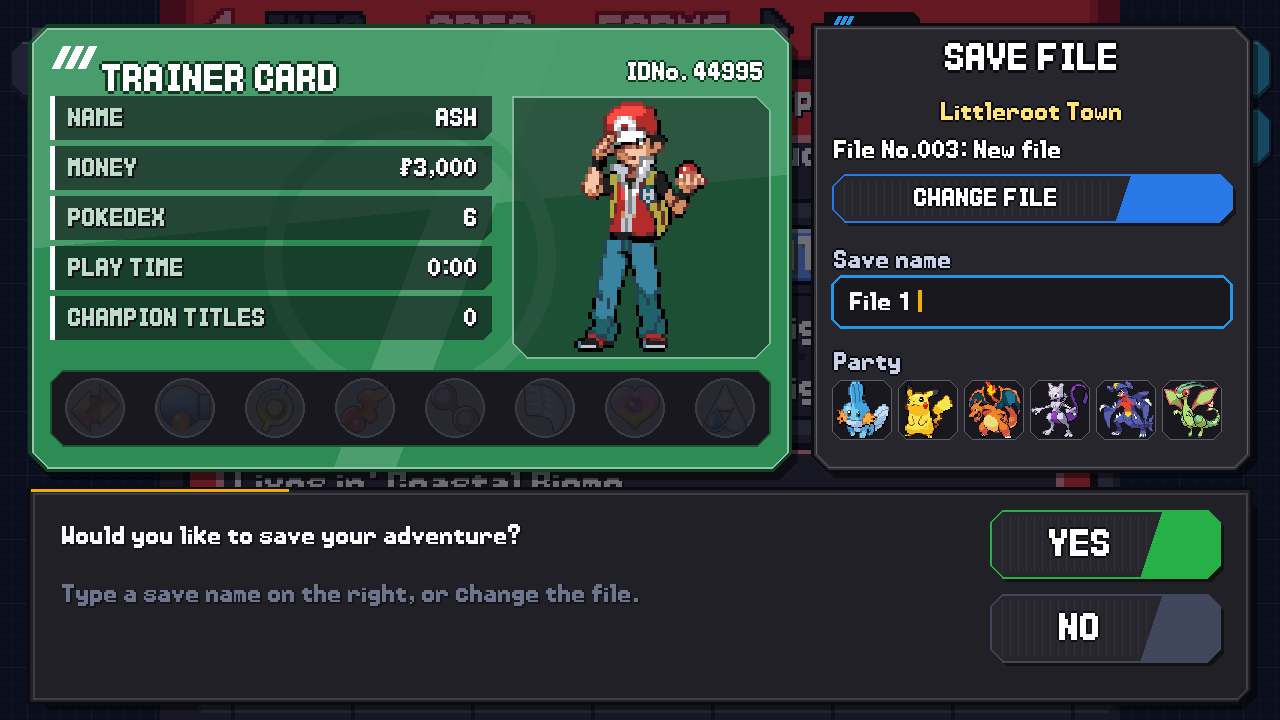 TRAINER CARD
IDNo. 44995
NAME ASH
MONEY ₽3,000
POKEDEX 6
PLAY TIME 0:00
CHAMPION TITLES 0
SAVE FILE
Littleroot Town
File No.003: New file
CHANGE FILE
Save name
File 1
Party
Would you like to save your adventure?
Type a save name on the right, or change the file.
YES
NO